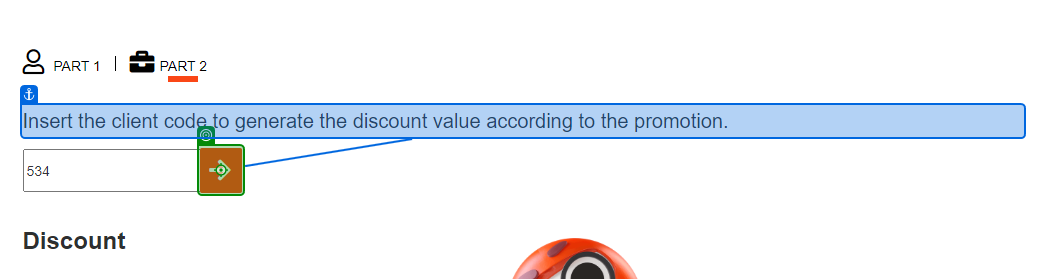 PART 1 | PART 2
Insert the client code to generate the discount value according to the promotion.
534
Discount